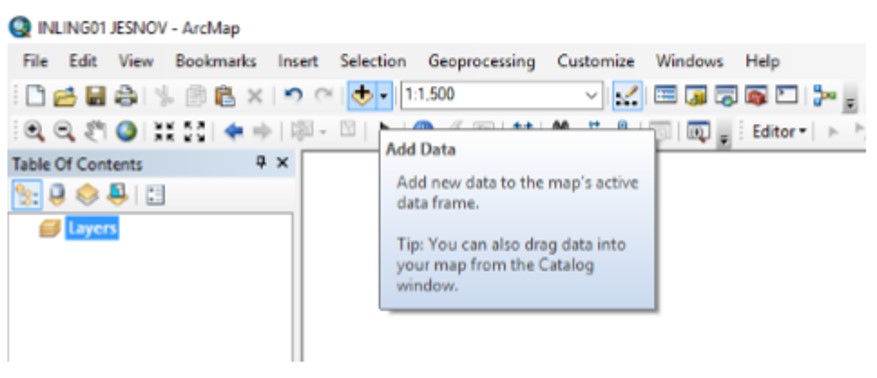 INLING01 JESNOV - ArcMap
File Edit View Bookmarks Insert Selection Geoprocessing Customize Windows Help
1:1,500
Editor
Table Of Contents
Layers
Add Data
Add new data to the map's active
data frame.
Tip: You can also drag data into
your map from the Catalog
window.